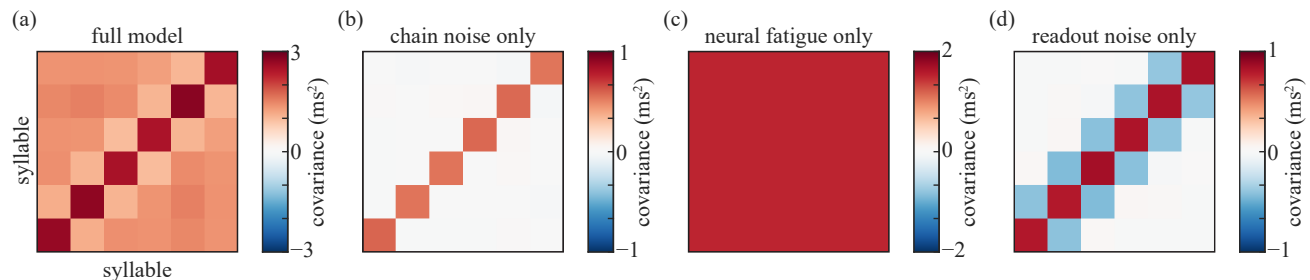 (a)
full model
syllable
syllable
3
0
−3
covariance (ms²)
(b)
chain noise only
1
0
−1
covariance (ms²)
(c)
neural fatigue only
2
0
−2
covariance (ms²)
(d)
readout noise only
1
0
−1
covariance (ms²)